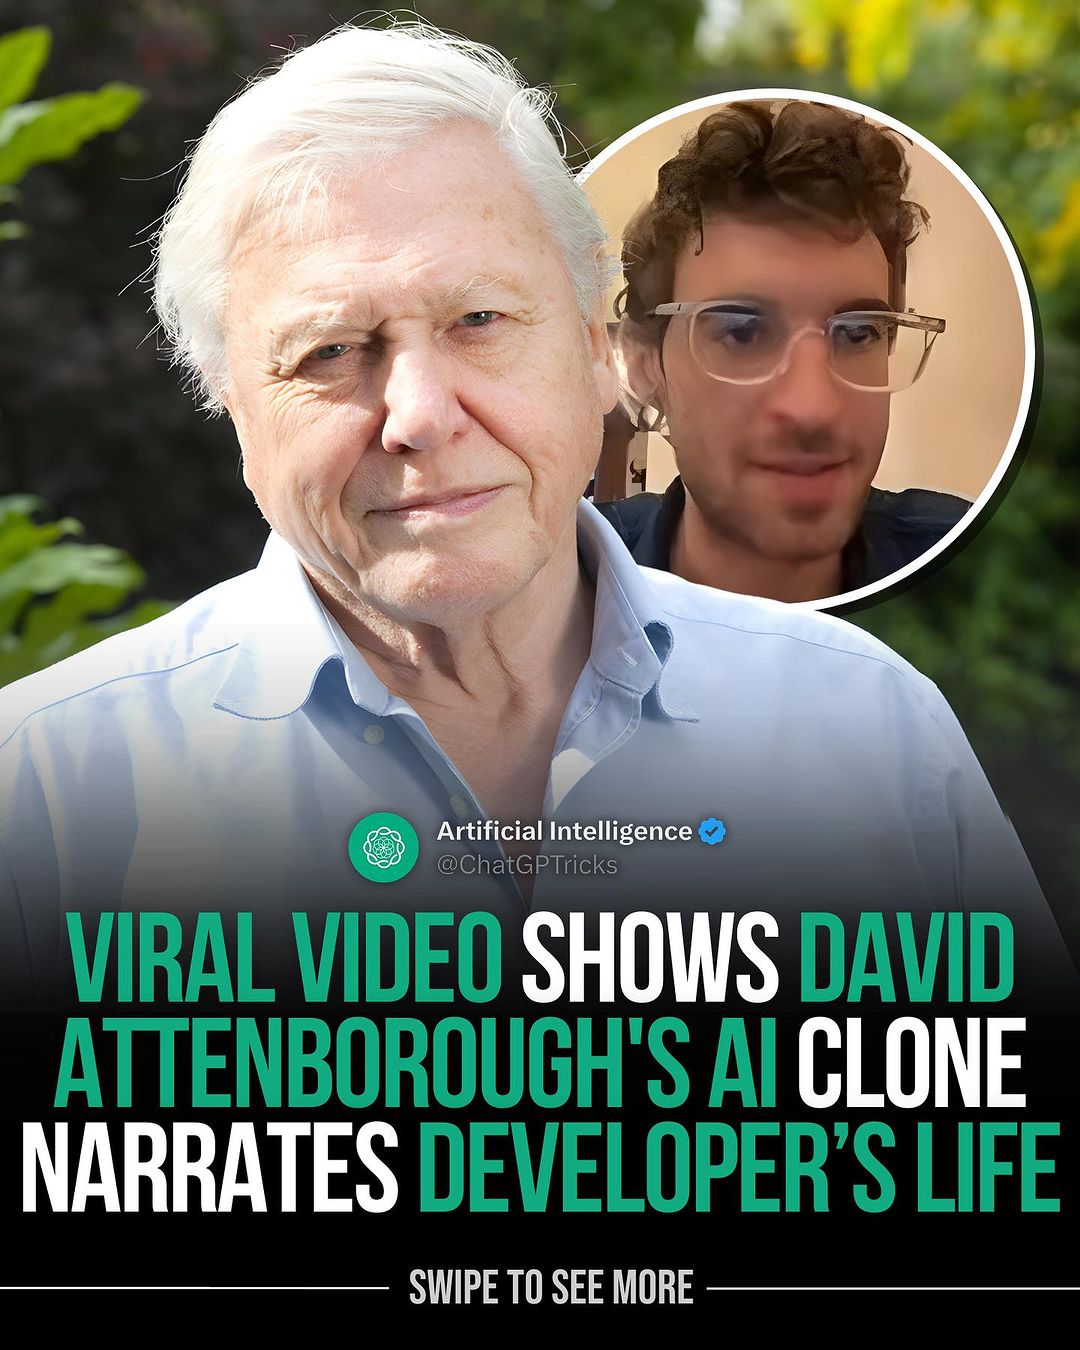 Artificial Intelligence
@ChatGPTricks
VIRAL VIDEO SHOWS DAVID
ATTENBOROUGH'S AI CLONE
NARRATES DEVELOPER’S LIFE
SWIPE TO SEE MORE